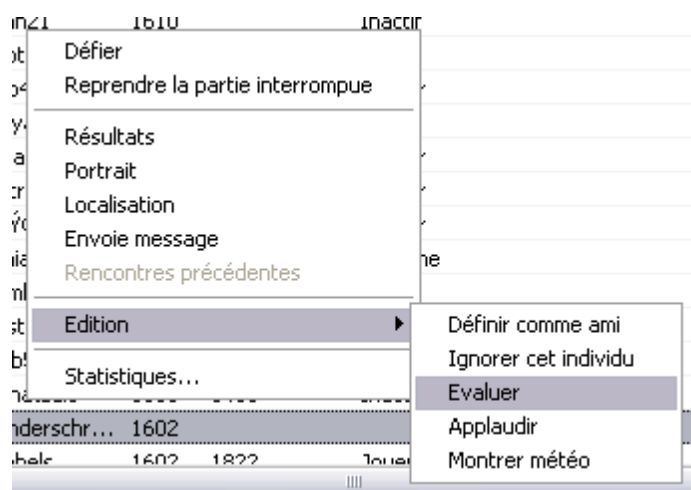 1610 Inactif
Défier
Reprendre la partie interrompue
Résultats
Portrait
Localisation
Envoie message
Rencontres précédentes
Edition
Statistiques...
Définir comme ami
Ignorer cet individu
Evaluer
Applaudir
Montrer météo
nderschr... 1602
1602 1822